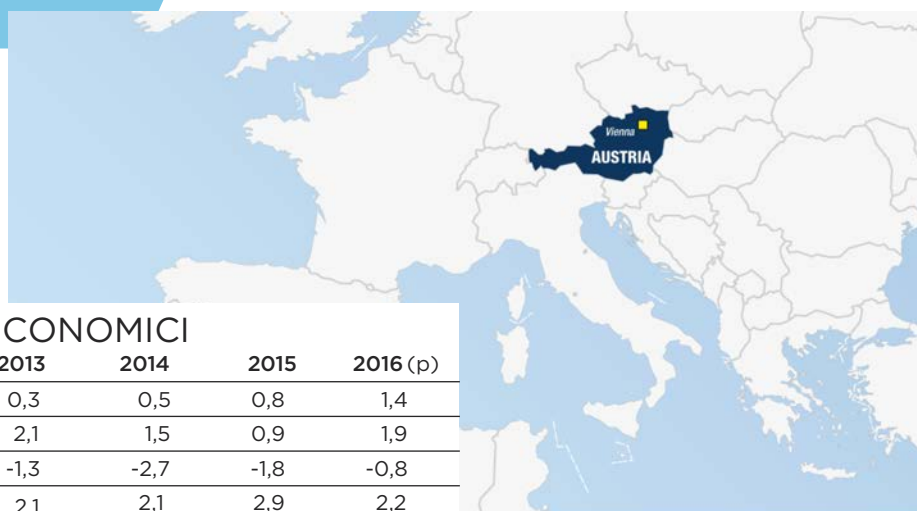 Vienna
AUSTRIA
CONOMICI
2013 2014 2015 2016 (p)
0,3 0,5 0,8 1,4
2,1 1,5 0,9 1,9
-1,3 -2,7 -1,8 -0,8
2,1 2,1 2,9 2,2